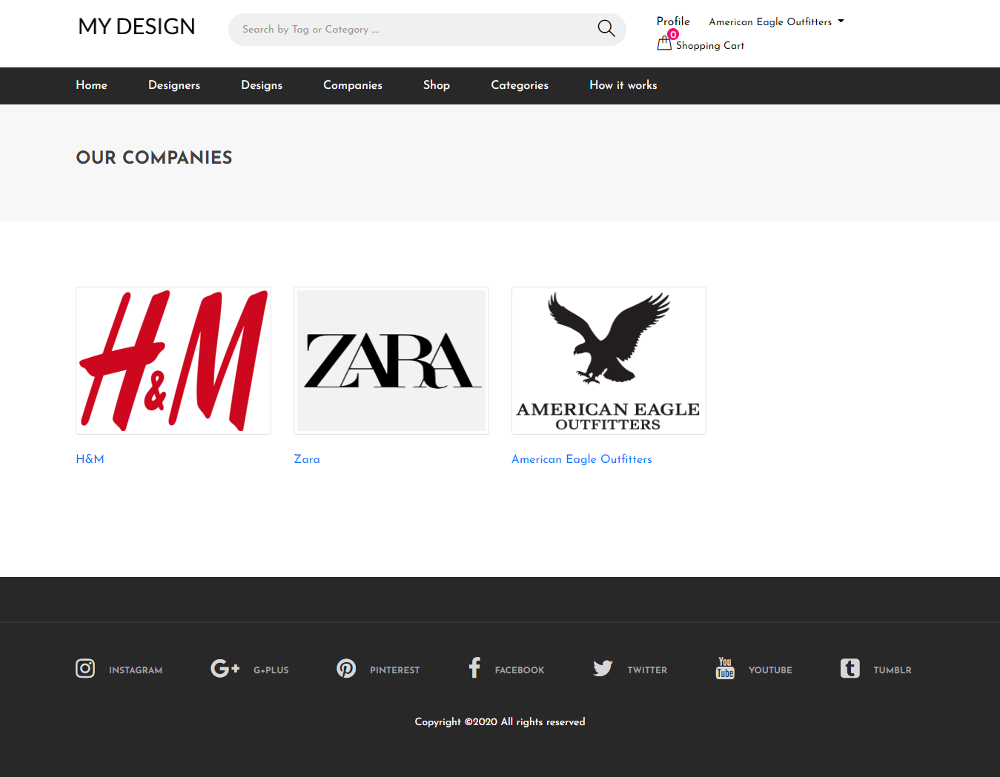 MY DESIGN
Search by Tag or Category ....
Profile
American Eagle Outfitters
0
Shopping Cart
Home Designers Designs Companies Shop Categories How it works
OUR COMPANIES
H&M
ZARA
AMERICAN EAGLE
OUTFITTERS
H&M
Zara
American Eagle Outfitters
INSTAGRAM G+PLUS PINTEREST FACEBOOK TWITTER You Tube YOUTUBE TUMBLR
Copyright ©2020 All rights reserved